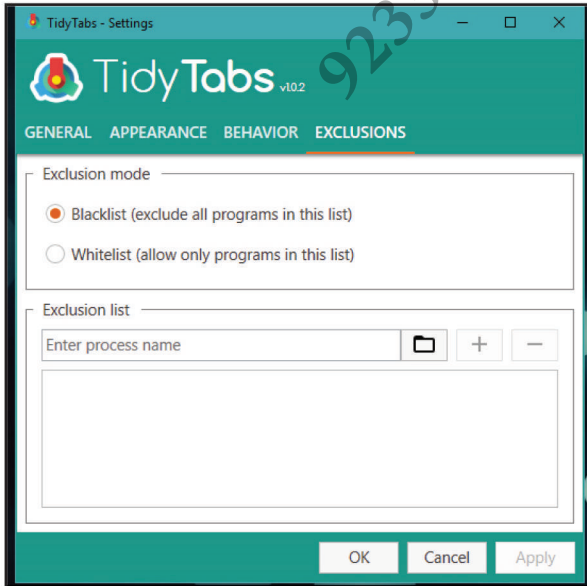 TidyTabs - Settings
TidyTabs v1.0.2
GENERAL APPEARANCE BEHAVIOR EXCLUSIONS
Exclusion mode
Blacklist (exclude all programs in this list)
Whitelist (allow only programs in this list)
Exclusion list
Enter process name
OK Cancel Apply